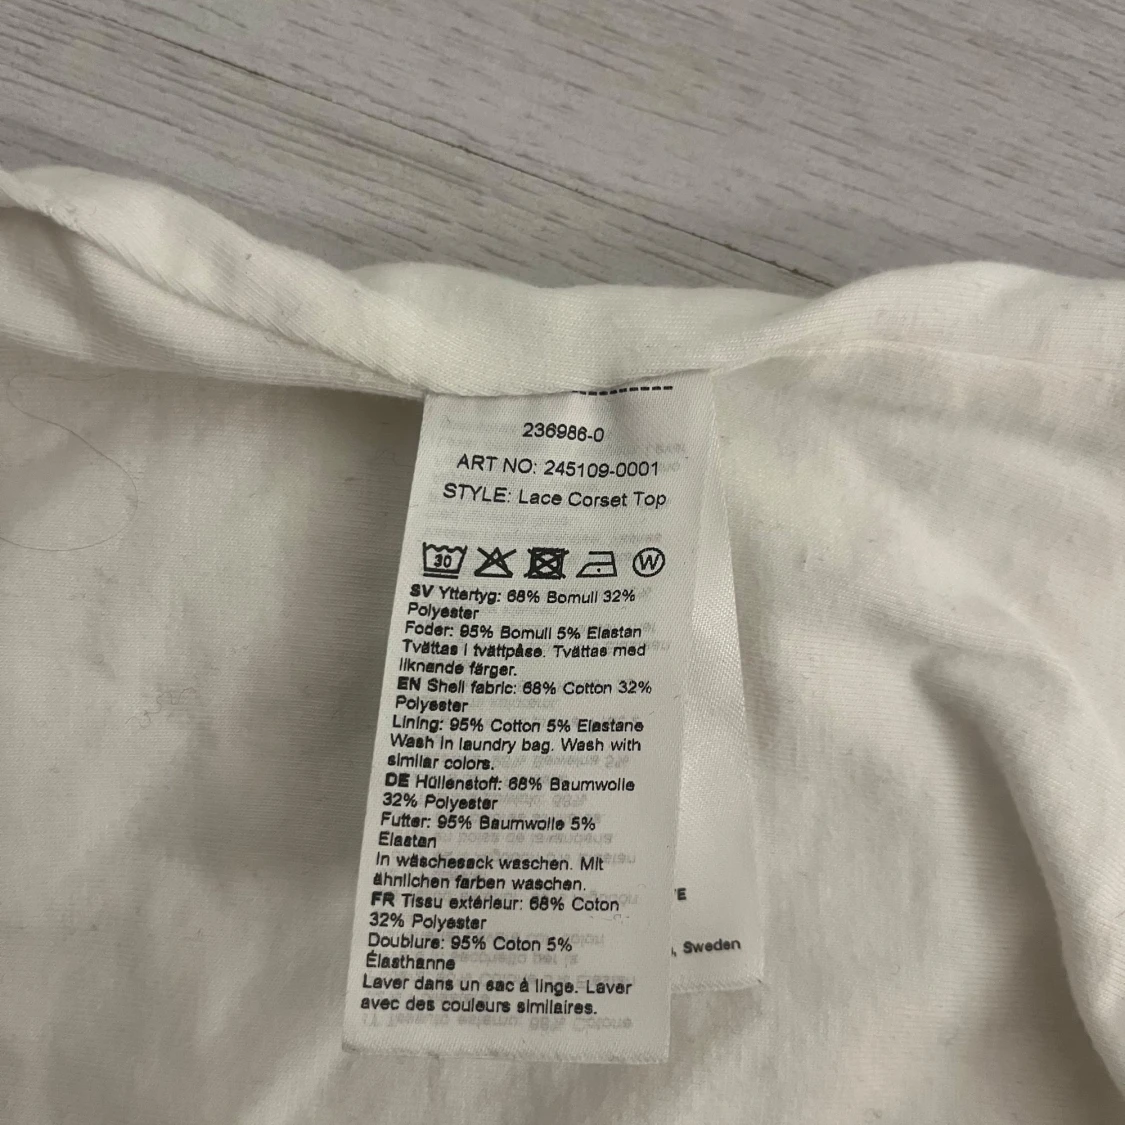 236986-0
ART NO: 245109-0001
STYLE: Lace Corset Top
30 W
SV Yttertyg: 68% Bomull 32%
Polyester
Foder: 95% Bomull 5% Elastan
Tvättas i tvättpåse. Tvättas med
liknande färger.
EN Shell fabric: 68% Cotton 32%
Polyester
Lining: 95% Cotton 5% Elastane
Wash in laundry bag. Wash with
similar colors.
DE Hüllenstoff: 68% Baumwolle
32% Polyester
Futter: 95% Baumwolle 5%
Elastan
In wäschesack waschen. Mit
ähnlichen farben waschen.
FR Tissu extérieur: 68% Coton
32% Polyester
Doublure: 95% Coton 5%
Élasthanne
Laver dans un sac à linge. Laver
avec des couleurs similaires.
E
, Sweden